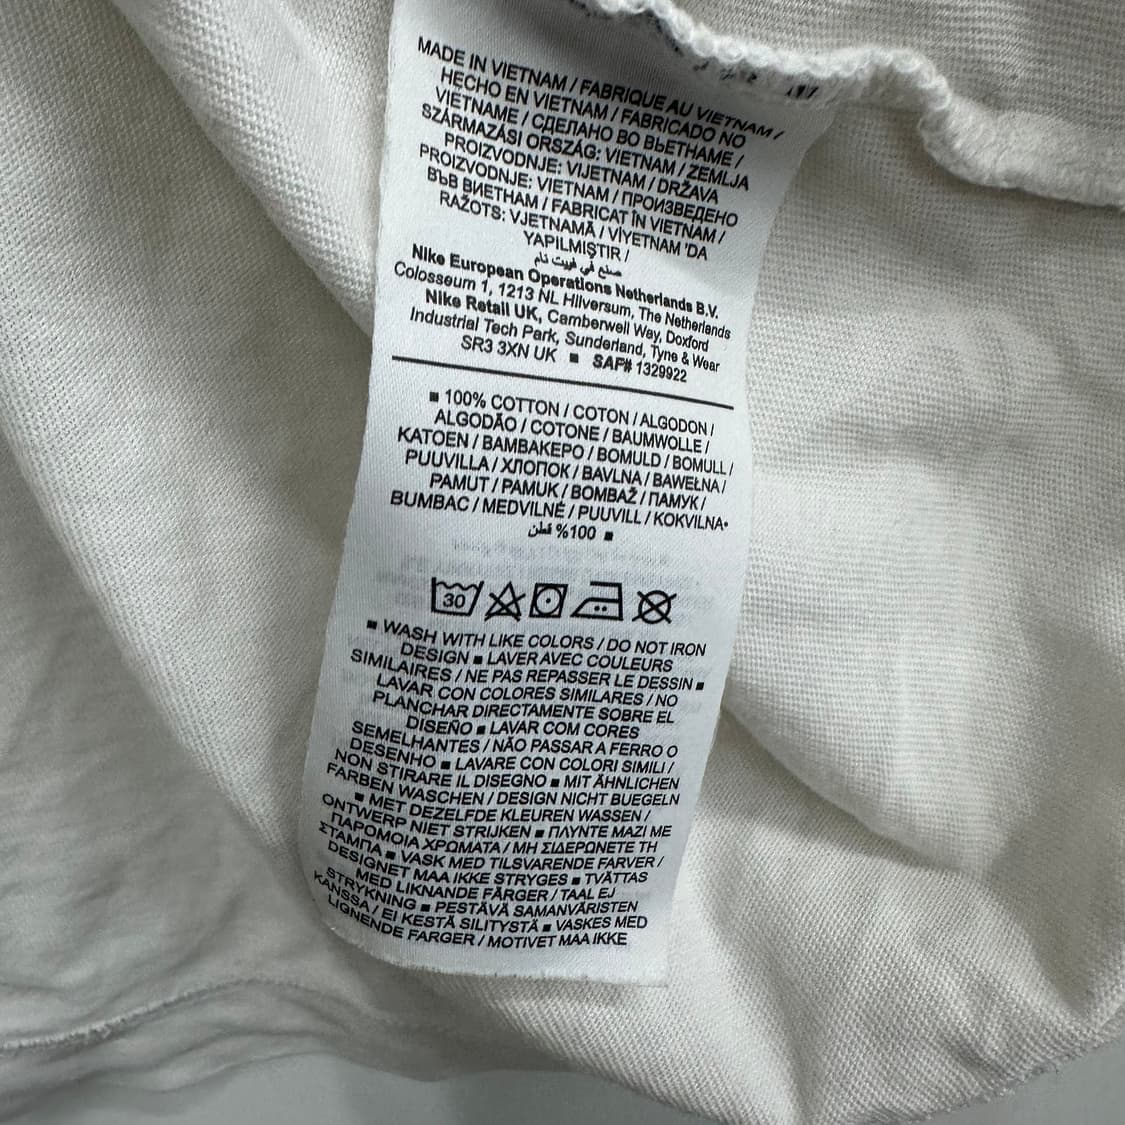 MADE IN VIETNAM / FABRIQUE AU VIETNAM /
HECHO EN VIETNAM / FABRICADO NO
VIETNAME / СДЕЛАНО ВО ВЬЕТНАМЕ /
SZÁRMAZÁSI ORSZÁG: VIETNAM / ZEMLJA
PROIZVODNJE: VIJETNAM / DRŽAVA
PROIZVODNJE: VIETNAM / ПРОИЗВЕДЕНО
ВЪВ ВИЕТНАМ / FABRICAT ÎN VIETNAM /
RAŽOTS: VJETNAMĀ / VİYETNAM 'DA
YAPILMIŞTIR /
صنع في فييت نام
Nike European Operations Netherlands B.V.
Colosseum 1, 1213 NL Hilversum, The Netherlands
Nike Retail UK, Camberwell Way, Doxford
Industrial Tech Park, Sunderland, Tyne & Wear
SR3 3XN UK ■ SAF# 1329922
■ 100% COTTON / COTON / ALGODON /
ALGODÃO / COTONE / BAUMWOLLE /
KATOEN / ΒΑΜΒΑΚΕΡΟ / BOMULD / BOMULL /
PUUVILLA / ХЛОПОК / BAVLNA / BAWEŁNA /
PAMUT / PAMUK / BOMBAŽ / ПАМУК /
BUMBAC / MEDVILNĖ / PUUVILL / KOKVILNA•
■ 100% قطن
30
■ WASH WITH LIKE COLORS / DO NOT IRON
DESIGN ■ LAVER AVEC COULEURS
SIMILAIRES / NE PAS REPASSER LE DESSIN ■
LAVAR CON COLORES SIMILARES / NO
PLANCHAR DIRECTAMENTE SOBRE EL
DISEÑO ■ LAVAR COM CORES
SEMELHANTES / NÃO PASSAR A FERRO O
DESENHO ■ LAVARE CON COLORI SIMILI /
NON STIRARE IL DISEGNO ■ MIT ÄHNLICHEN
FARBEN WASCHEN / DESIGN NICHT BUEGELN
■ MET DEZELFDE KLEUREN WASSEN /
ONTWERP NIET STRIJKEN ■ ΠΛΥΝΤΕ ΜΑΖΙ ΜΕ
ΠΑΡΟΜΟΙΑ ΧΡΩΜΑΤΑ / ΜΗ ΣΙΔΕΡΩΝΕΤΕ ΤΗ
ΣΤΑΜΠΑ ■ VASK MED TILSVARENDE FARVER /
DESIGNET MAA IKKE STRYGES ■ TVÄTTAS
MED LIKNANDE FÄRGER / TAAL EJ
STRYKNING ■ PESTÄVÄ SAMANVÄRISTEN
KANSSA / EI KESTÄ SILITYSTÄ ■ VASKES MED
LIGNENDE FARGER / MOTIVET MAA IKKE